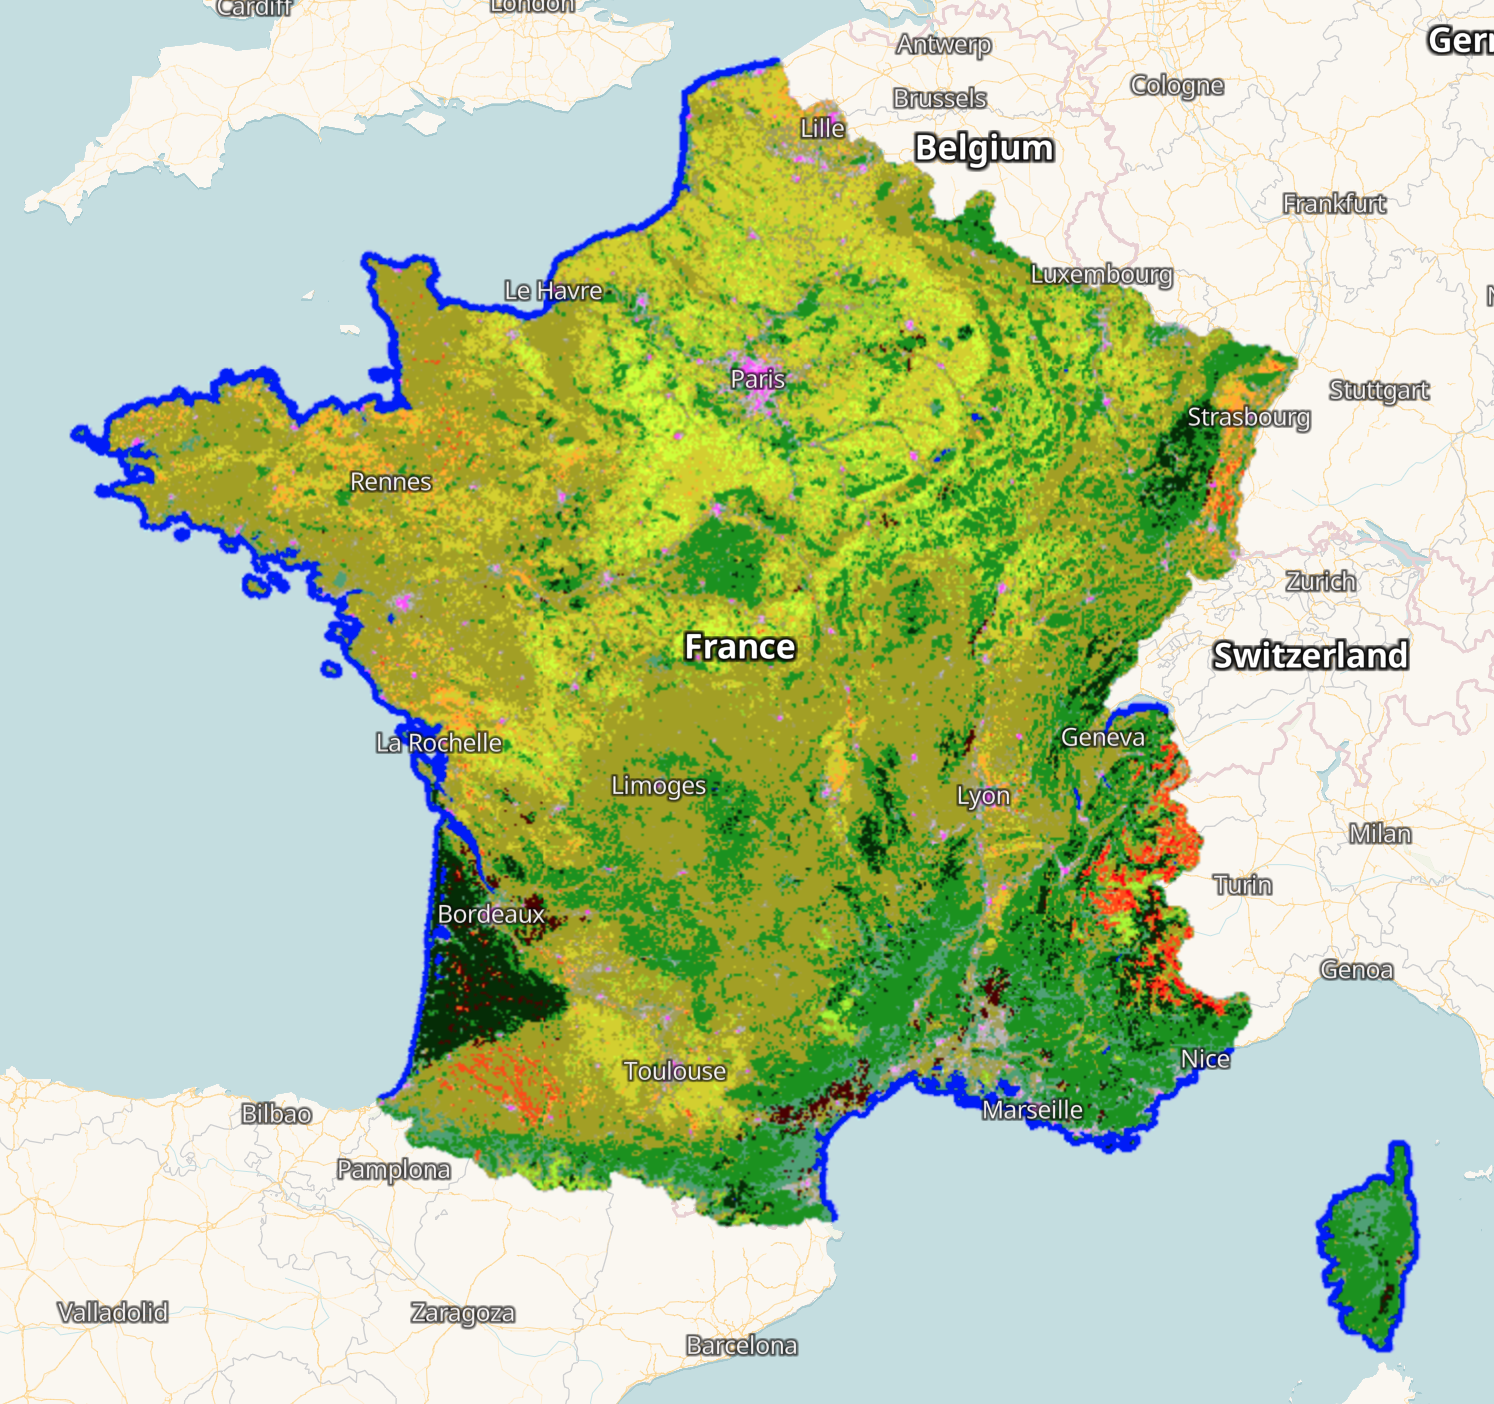 Cardiff
London
Gern
Antwerp
Cologne
Brussels
Lille
Belgium
Frankfurt
Luxembourg
Le Havre
Paris
Stuttgart
Strasbourg
Rennes
Zurich
France
Switzerland
Geneva
La Rochelle
Limoges
Lyon
Milan
Turin
Bordeaux
Genoa
Nice
Toulouse
Marseille
Bilbao
Pamplona
Valladolid
Zaragoza
Barcelona